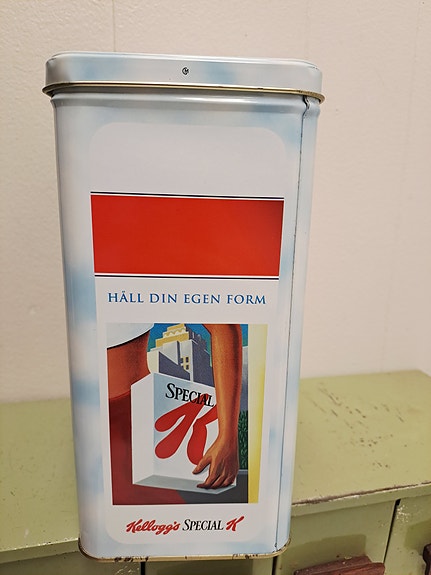 HÅLL DIN EGEN FORM
SPECIAL
K
Kellogg's SPECIAL K